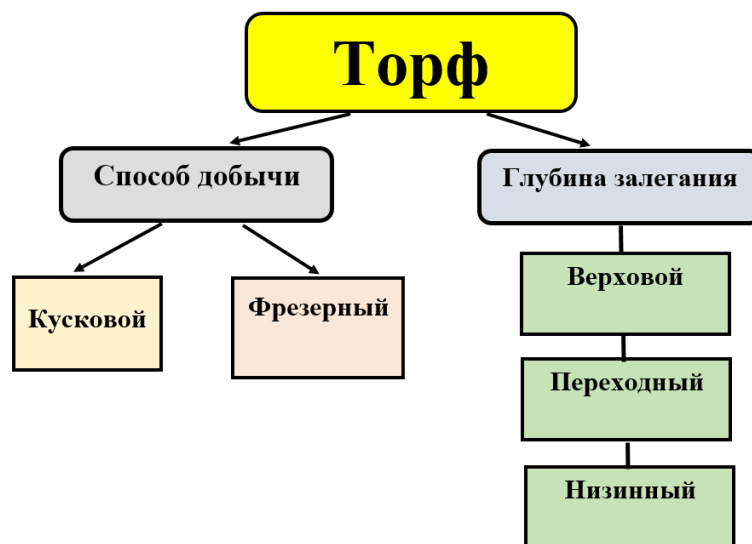 Торф
Способ добычи
Глубина залегания
Кусковой
Фрезерный
Верховой
Переходный
Низинный